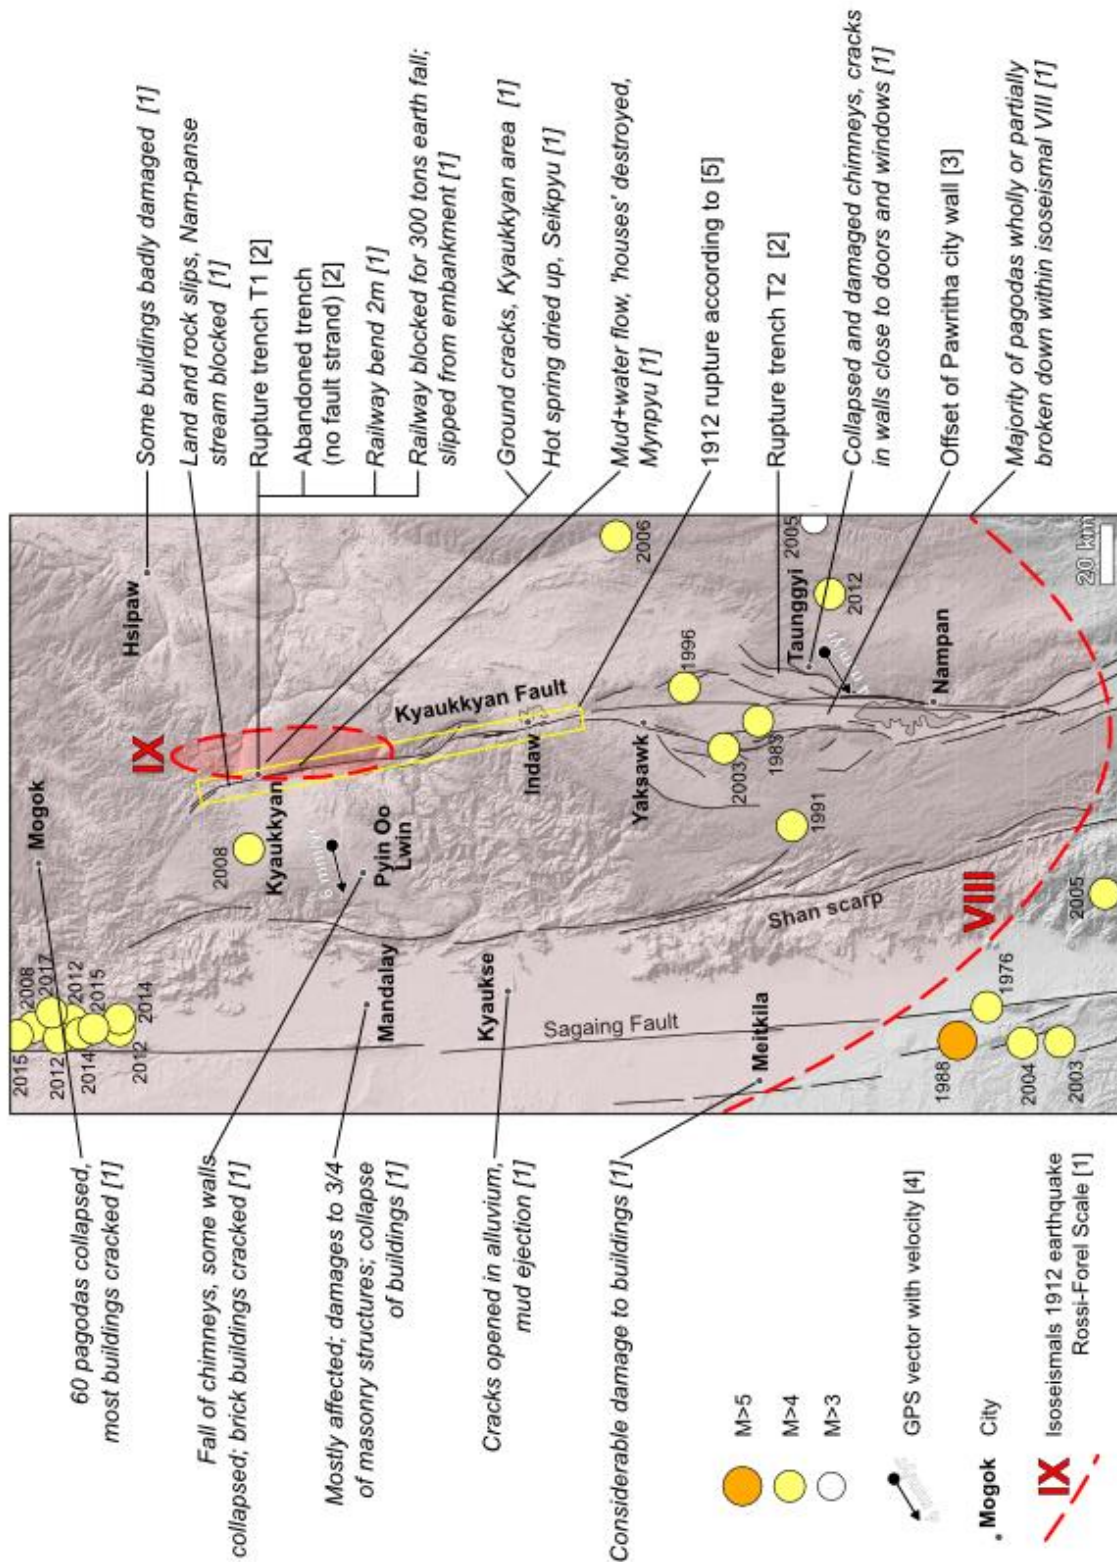 60 pagodas collapsed,
most buildings cracked [1]
Fall of chimneys, some walls
collapsed; brick buildings cracked [1]
Mostly affected; damages to 3/4
of masonry structures; collapse
of buildings [1]
Cracks opened in alluvium,
mud ejection [1]
Considerable damage to buildings [1]
M>5
M>4
M>3
GPS vector with velocity [4]
Mogok
City
IX
Isoseismals 1912 earthquake
Rossi-Forel Scale [1]
2015
2008
2017
2012
2012
2015
2014
2014
2012
Mogok
Hsipaw
IX
2008
Kyaukkyan
Pyin Oo
Lwin
Mandalay
Kyaukse
Kyaukkyan Fault
Indaw
Sagaing Fault
2006
Yaksawk
1996
2003
1983
1991
Meitkila
Shan scarp
Taunggyi
2005
2012
Nampan
VIII
1976
1988
2004
2003
2005
20 km
Some buildings badly damaged [1]
Land and rock slips, Nam-panse
stream blocked [1]
Rupture trench T1 [2]
Abandoned trench
(no fault strand) [2]
Railway bend 2m [1]
Railway blocked for 300 tons earth fall;
slipped from embankment [1]
Ground cracks, Kyaukkyan area [1]
Hot spring dried up, Seikpyu [1]
Mud+water flow, 'houses' destroyed,
Mynpyu [1]
1912 rupture according to [5]
Rupture trench T2 [2]
Collapsed and damaged chimneys, cracks
in walls close to doors and windows [1]
Offset of Pawritha city wall [3]
Majority of pagodas wholly or partially
broken down within isoseismal VIII [1]